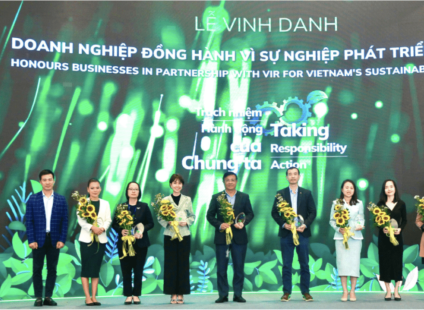 LỄ VINH DANH
DOANH NGHIỆP ĐỒNG HÀNH VÌ SỰ NGHIỆP PHÁT TRIỂ
HONOURS BUSINESSES IN PARTNERSHIP WITH VIR FOR VIETNAM'S SUSTAINAB
Trách nhiệm
Hành động
của
Chúng ta
Taking
Responsibility
Action